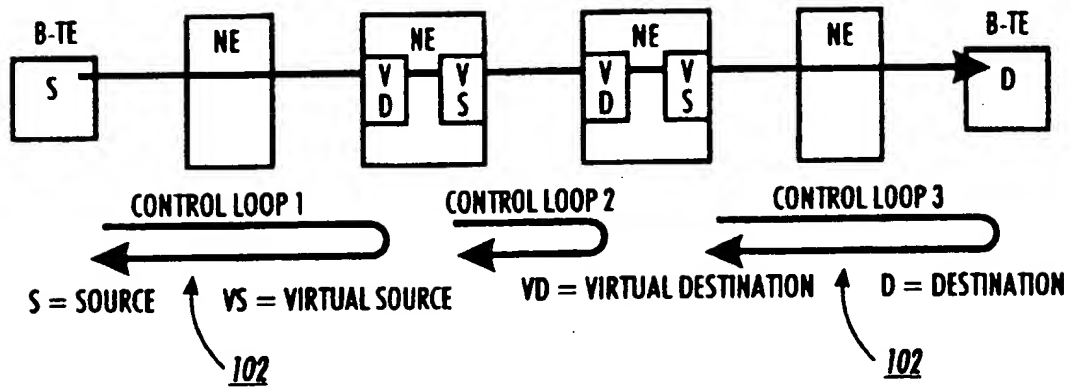 B-TE
NE
NE
NE
NE
B-TE
S
V D
V S
V D
V S
D
CONTROL LOOP 1
CONTROL LOOP 2
CONTROL LOOP 3
S = SOURCE
VS = VIRTUAL SOURCE
VD = VIRTUAL DESTINATION
D = DESTINATION
102
102